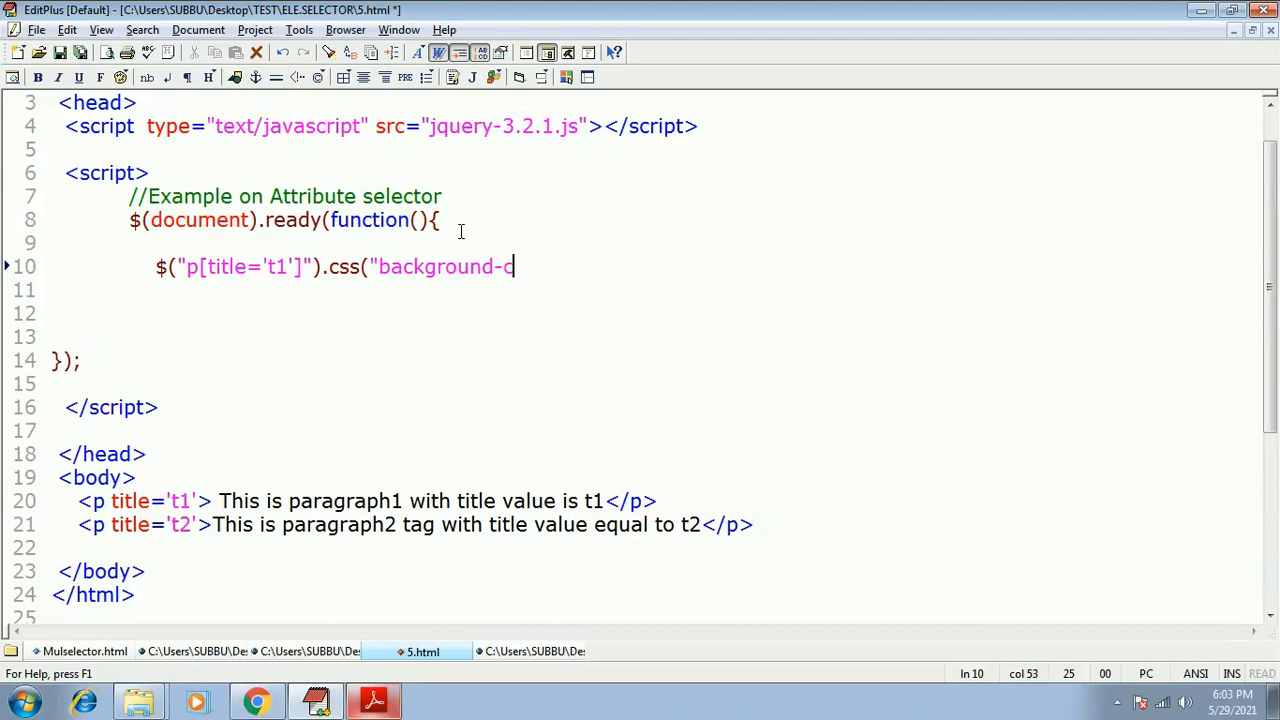 EditPlus [Default] - [C:\Users\SUBBU\Desktop\TEST\ELE.SELECTOR\5.html *]
File Edit View Search Document Project Tools Browser Window Help
3 <head>
4 <script type="text/javascript" src="jquery-3.2.1.js"></script>
5
6 <script>
7 //Example on Attribute selector
8 $(document).ready(function(){
9
10 $("p[title='t1']").css("background-c
11
12
13
14 });
15
16 </script>
17
18 </head>
19 <body>
20 <p title='t1'> This is paragraph1 with title value is t1</p>
21 <p title='t2'>This is paragraph2 tag with title value equal to t2</p>
22
23 </body>
24 </html>
25
Mulselector.html C:\Users\SUBBU\De: C:\Users\SUBBU\De: 5.html C:\Users\SUBBU\De:
For Help, press F1 ln 10 col 53 25 00 PC ANSI INS READ
6:03 PM
5/29/2021